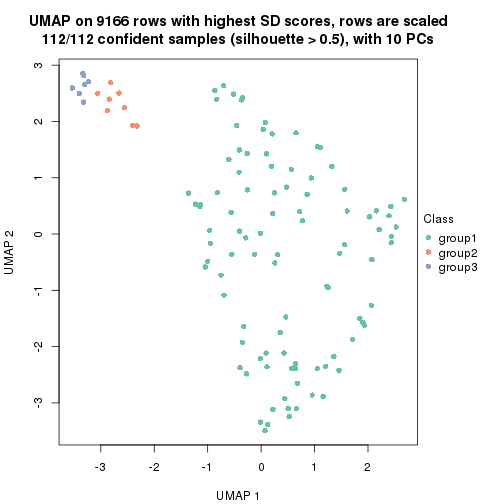 UMAP on 9166 rows with highest SD scores, rows are scaled
112/112 confident samples (silhouette > 0.5), with 10 PCs
3
2
1
0
-1
-2
-3
UMAP 2
-3
-2
-1
0
1
2
UMAP 1
Class
group1
group2
group3